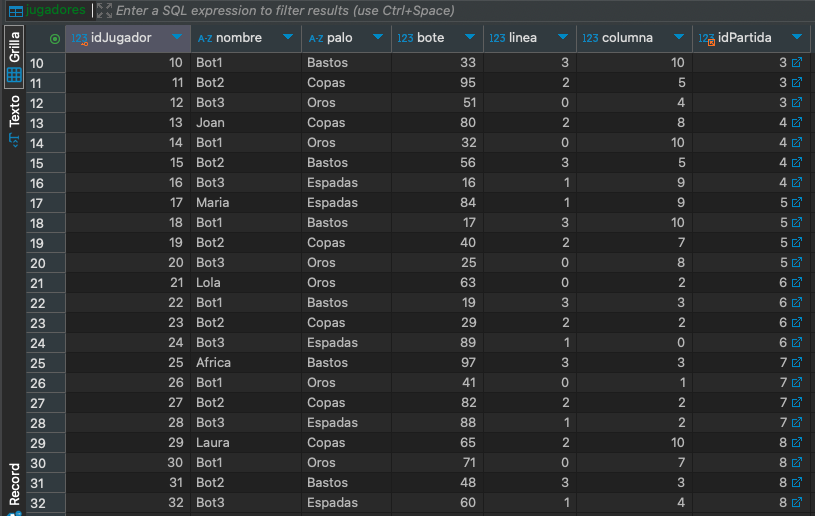 jugadores Enter a SQL expression to filter results (use Ctrl+Space)
Grilla
Texto
Record
123 idJugador A-Z nombre A-Z palo 123 bote 123 linea 123 columna 123 idPartida
10 10 Bot1 Bastos 33 3 10 3
11 11 Bot2 Copas 95 2 5 3
12 12 Bot3 Oros 51 0 4 3
13 13 Joan Copas 80 2 8 4
14 14 Bot1 Oros 32 0 10 4
15 15 Bot2 Bastos 56 3 5 4
16 16 Bot3 Espadas 16 1 9 4
17 17 Maria Espadas 84 1 9 5
18 18 Bot1 Bastos 17 3 10 5
19 19 Bot2 Copas 40 2 7 5
20 20 Bot3 Oros 25 0 8 5
21 21 Lola Oros 63 0 2 6
22 22 Bot1 Bastos 19 3 3 6
23 23 Bot2 Copas 29 2 2 6
24 24 Bot3 Espadas 89 1 0 6
25 25 Africa Bastos 97 3 3 7
26 26 Bot1 Oros 41 0 1 7
27 27 Bot2 Copas 82 2 2 7
28 28 Bot3 Espadas 88 1 2 7
29 29 Laura Copas 65 2 10 8
30 30 Bot1 Oros 71 0 7 8
31 31 Bot2 Bastos 48 3 3 8
32 32 Bot3 Espadas 60 1 4 8